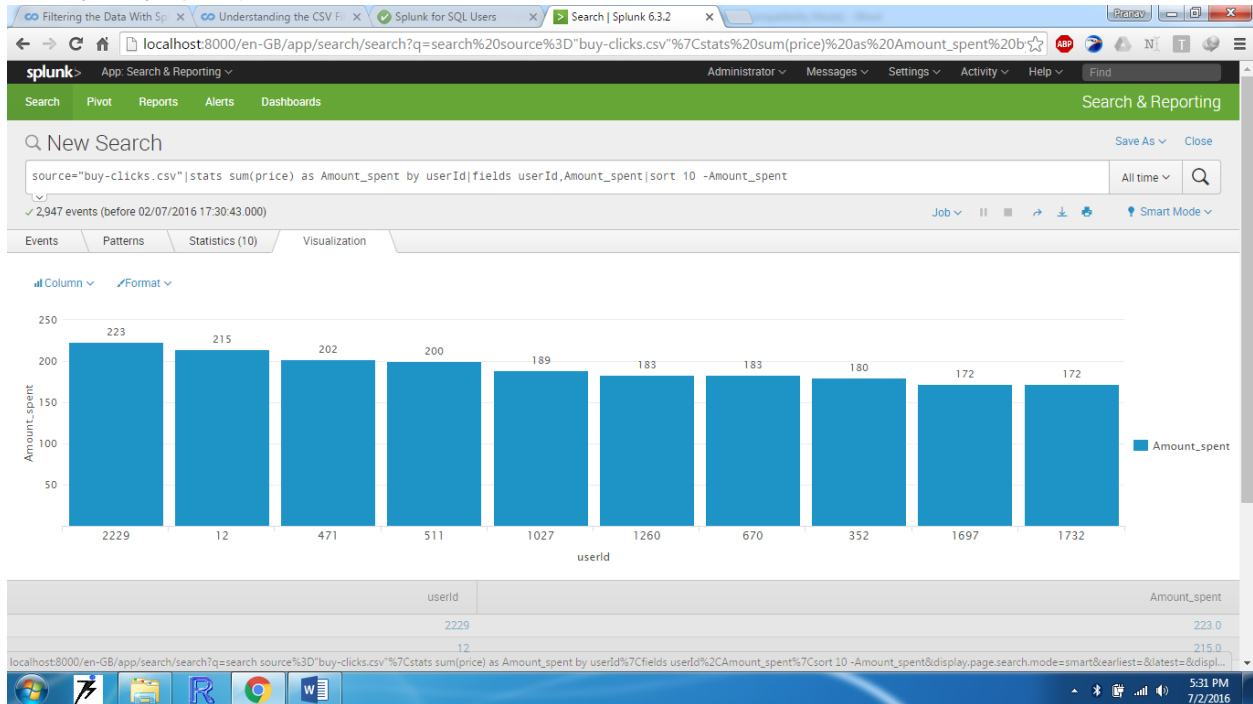 Filtering the Data With Sp
Understanding the CSV Fi
Splunk for SQL Users
Search | Splunk 6.3.2
Pranav
localhost:8000/en-GB/app/search/search?q=search%20source%3D"buy-clicks.csv"%7Cstats%20sum(price)%20as%20Amount_spent%20b
ABP
splunk> App: Search & Reporting
Administrator Messages Settings Activity Help Find
Search Pivot Reports Alerts Dashboards Search & Reporting
New Search Save As Close
source="buy-clicks.csv"|stats sum(price) as Amount_spent by userId|fields userId,Amount_spent|sort 10 -Amount_spent All time
2,947 events (before 02/07/2016 17:30:43.000) Job Smart Mode
Events Patterns Statistics (10) Visualization
Column Format
250
223 215 202 200 189 183 183 180 172 172
200
150
100
50
Amount_spent
Amount_spent
2229 12 471 511 1027 1260 670 352 1697 1732
userId
userId Amount_spent
2229 223.0
12 215.0
localhost:8000/en-GB/app/search/search?q=search source%3D"buy-clicks.csv"%7Cstats sum(price) as Amount_spent by userId%7Cfields userId%2CAmount_spent%7Csort 10 -Amount_spent&display.page.search.mode=smart&earliest=&latest=&displ...
5:31 PM
7/2/2016